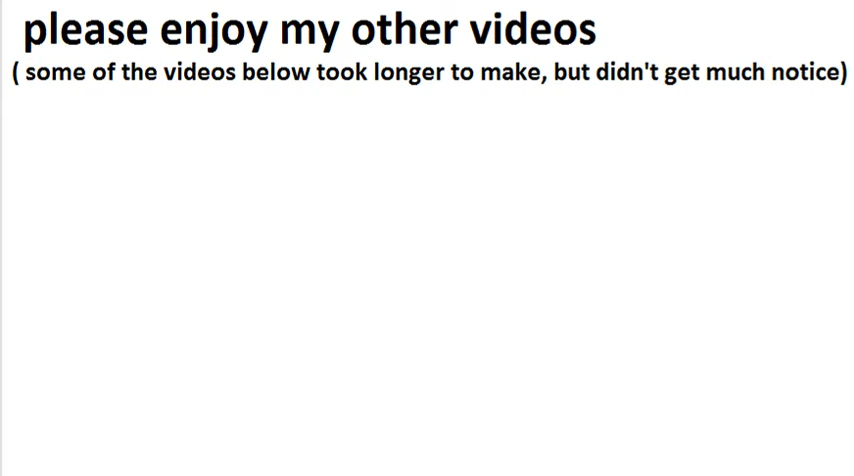 please enjoy my other videos
( some of the videos below took longer to make, but didn't get much notice)